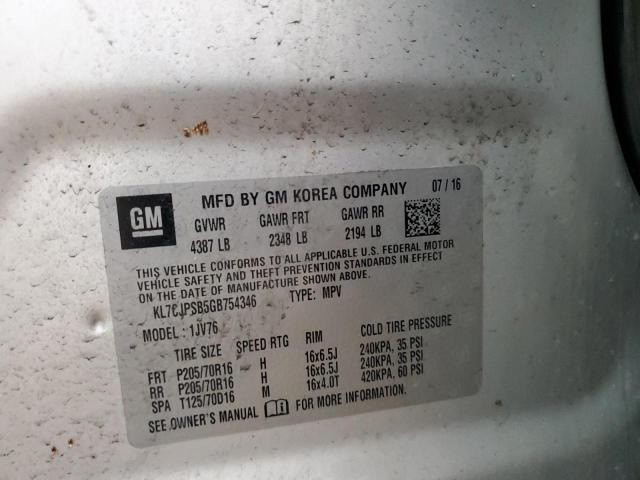 GM
MFD BY GM KOREA COMPANY 07/16
GVWR GAWR FRT GAWR RR
4387 LB 2348 LB 2194 LB
THIS VEHICLE CONFORMS TO ALL APPLICABLE U.S. FEDERAL MOTOR
VEHICLE SAFETY AND THEFT PREVENTION STANDARDS IN EFFECT
ON THE DATE OF MANUFACTURE SHOWN ABOVE.
KL7CJPSB5GB754346 TYPE: MPV
MODEL: 1JV76
TIRE SIZE SPEED RTG RIM COLD TIRE PRESSURE
FRT P205/70R16 H 16x6.5J 240KPA, 35 PSI
RR P205/70R16 H 16x6.5J 240KPA, 35 PSI
SPA T125/70D16 M 16x4.0T 420KPA, 60 PSI
SEE OWNER'S MANUAL FOR MORE INFORMATION.